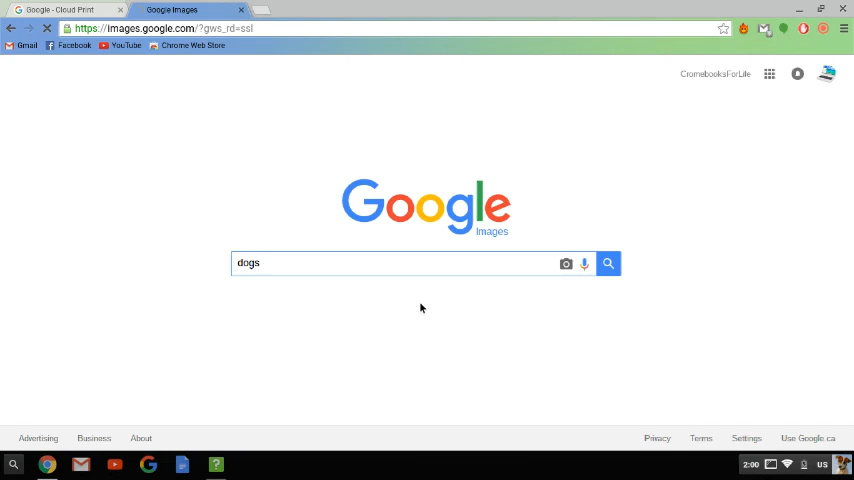 Google - Cloud Print
Google Images
https://images.google.com/?gws_rd=ssl
Gmail Facebook YouTube Chrome Web Store
CromebooksForLife
Google
Images
dogs
Advertising Business About Privacy Terms Settings Use Google.ca
2:00 US